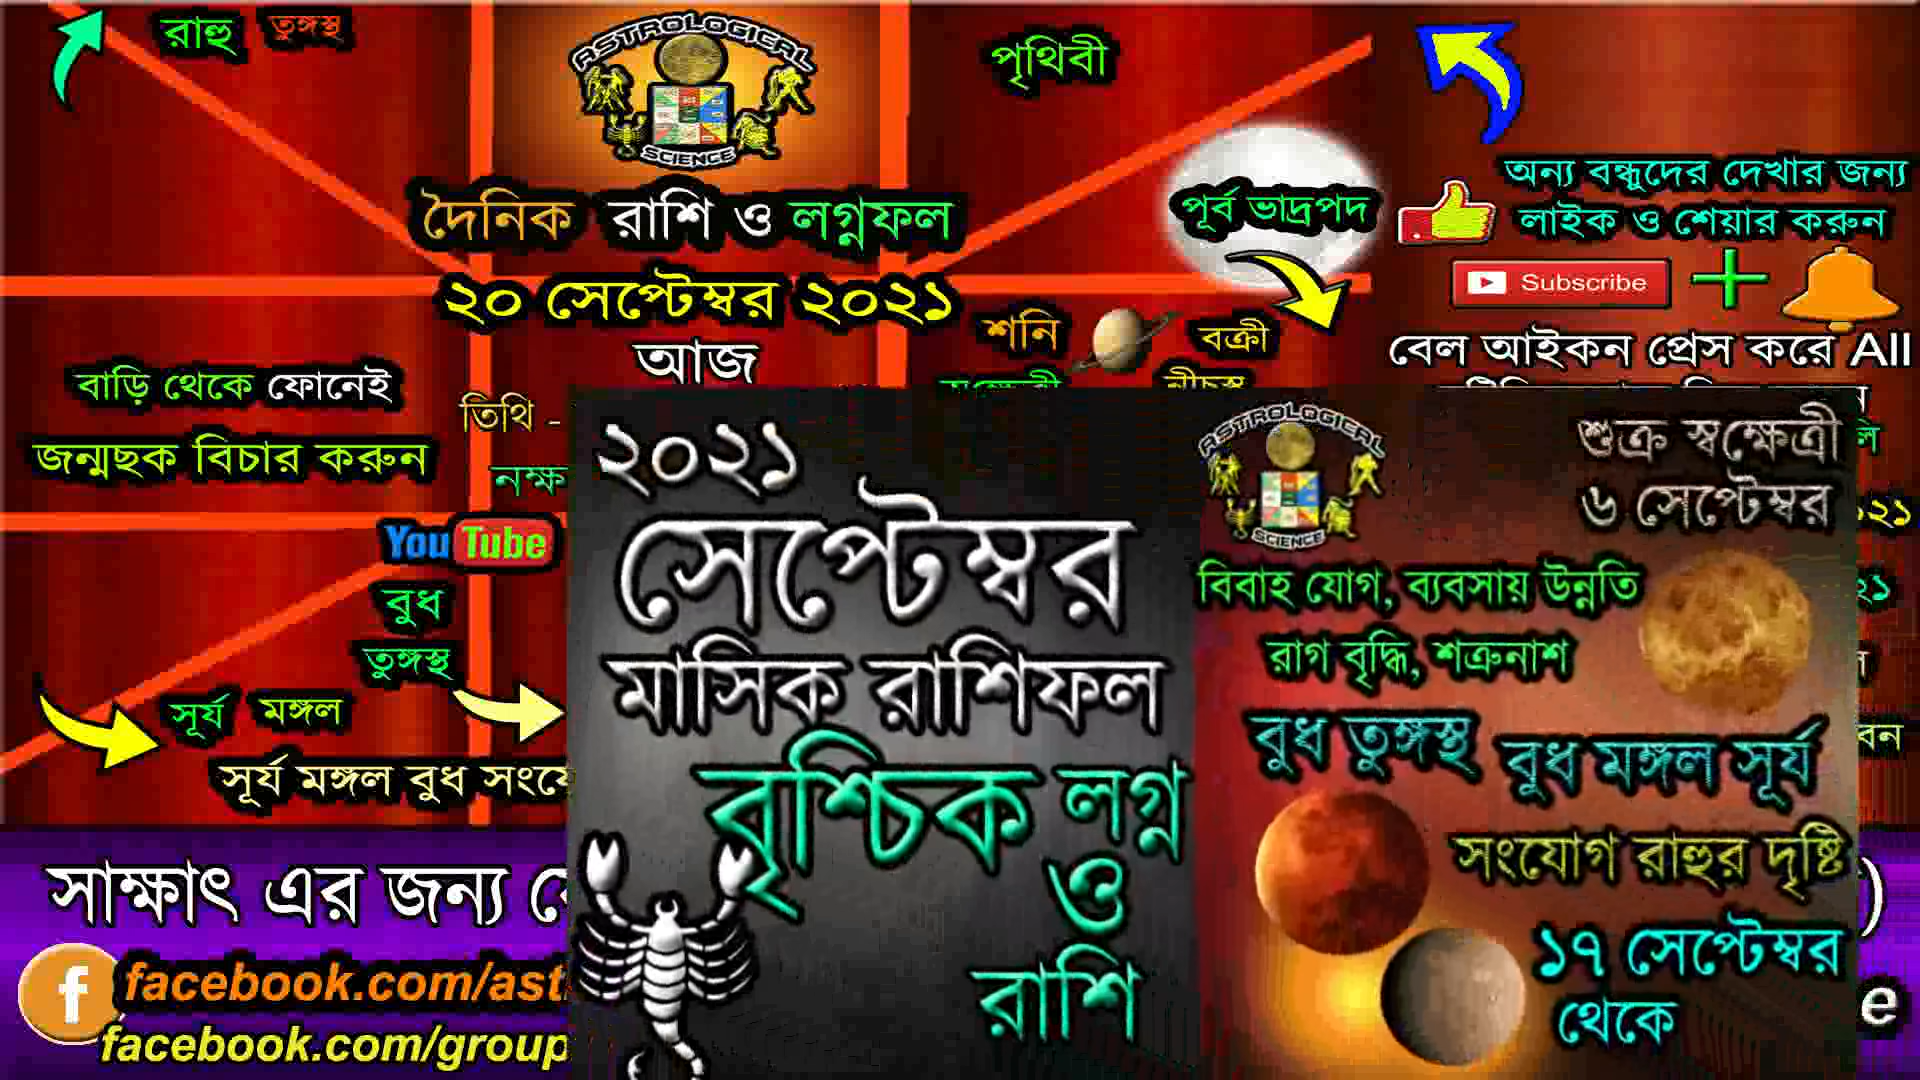 রাহু তুঙ্গস্থ
ASTROLOGICAL
SCIENCE
পৃথিবী
পূর্ব ভাদ্রপদ
দৈনিক রাশি ও লগ্নফল
২০ সেপ্টেম্বর ২০২১
আজ
তিথি -
শনি বক্রী
অন্য বন্ধুদের দেখার জন্য
লাইক ও শেয়ার করুন
Subscribe
বেল আইকন প্রেস করে All
বাড়ি থেকে ফোনেই
জন্মছক বিচার করুন
YouTube
বুধ
তুঙ্গস্থ
সূর্য মঙ্গল
সূর্য মঙ্গল বুধ
সাক্ষাৎ এর জন্য
facebook.com/ast
facebook.com/group
২০২১
সেপ্টেম্বর
মাসিক রাশিফল
বৃশ্চিক লগ্ন
ও
রাশি
ASTROLOGICAL
SCIENCE
শুক্র স্বক্ষেত্রী
৬ সেপ্টেম্বর
বিবাহ যোগ, ব্যবসায় উন্নতি
রাগ বৃদ্ধি, শত্রুনাশ
বুধ তুঙ্গস্থ
বুধ মঙ্গল সূর্য
সংযোগ রাহুর দৃষ্টি
১৭ সেপ্টেম্বর
থেকে